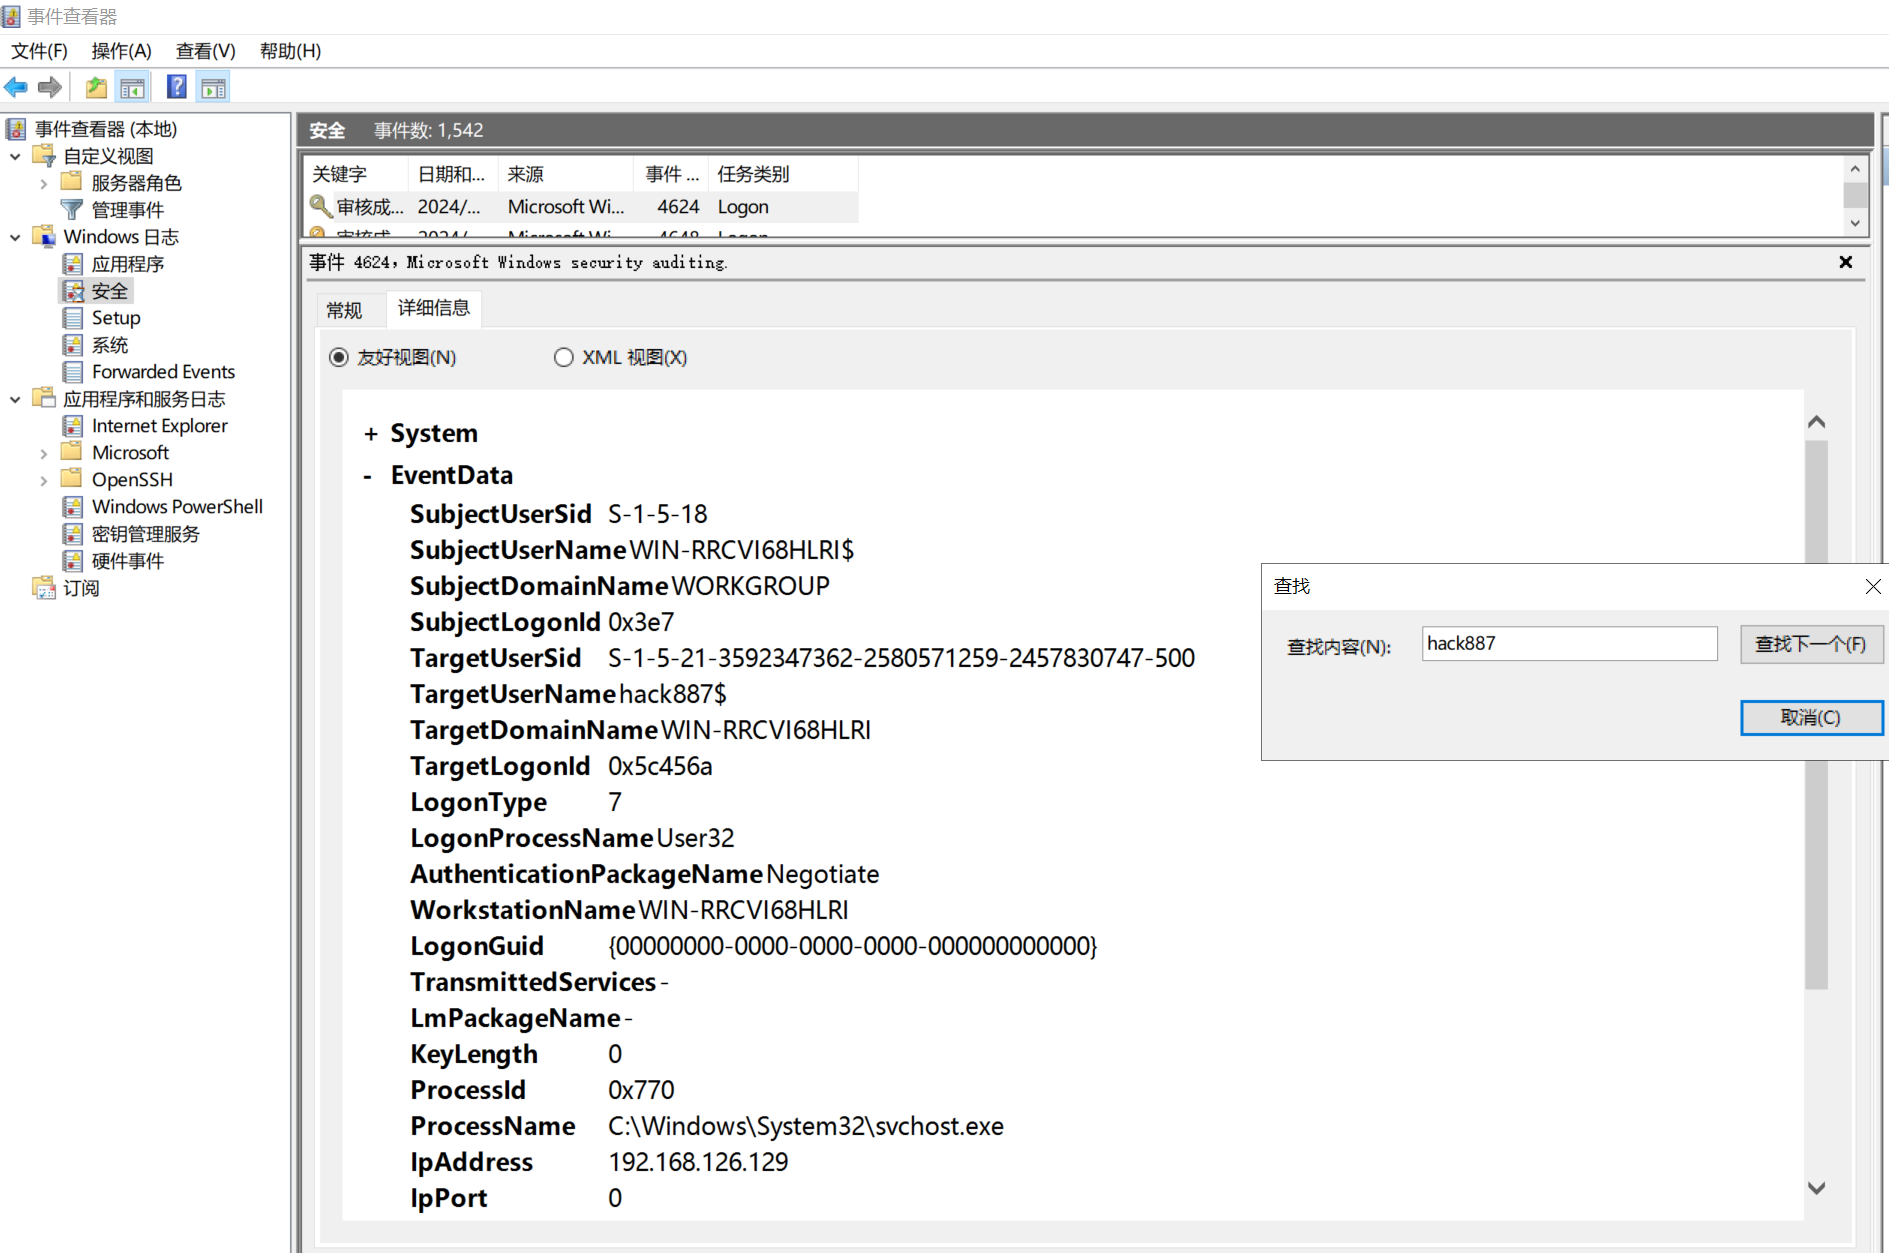 事件查看器
文件(F) 操作(A) 查看(V) 帮助(H)
事件查看器 (本地)
自定义视图
服务器角色
管理事件
Windows 日志
应用程序
安全
Setup
系统
Forwarded Events
应用程序和服务日志
Internet Explorer
Microsoft
OpenSSH
Windows PowerShell
密钥管理服务
硬件事件
订阅
安全 事件数: 1,542
关键字 日期和... 来源 事件 ... 任务类别
审核成... 2024/... Microsoft Wi... 4624 Logon
审核成... 2024/... Microsoft Wi... 4648 Logon
事件 4624，Microsoft Windows security auditing.
常规 详细信息
友好视图(N) XML 视图(X)
+ System
- EventData
SubjectUserSid S-1-5-18
SubjectUserName WIN-RRCVI68HLRI$
SubjectDomainName WORKGROUP
SubjectLogonId 0x3e7
TargetUserSid S-1-5-21-3592347362-2580571259-2457830747-500
TargetUserName hack887$
TargetDomainName WIN-RRCVI68HLRI
TargetLogonId 0x5c456a
LogonType 7
LogonProcessName User32
AuthenticationPackageName Negotiate
WorkstationName WIN-RRCVI68HLRI
LogonGuid {00000000-0000-0000-0000-000000000000}
TransmittedServices -
LmPackageName -
KeyLength 0
ProcessId 0x770
ProcessName C:\Windows\System32\svchost.exe
IpAddress 192.168.126.129
IpPort 0
查找
查找内容(N): hack887 查找下一个(F)
取消(C)